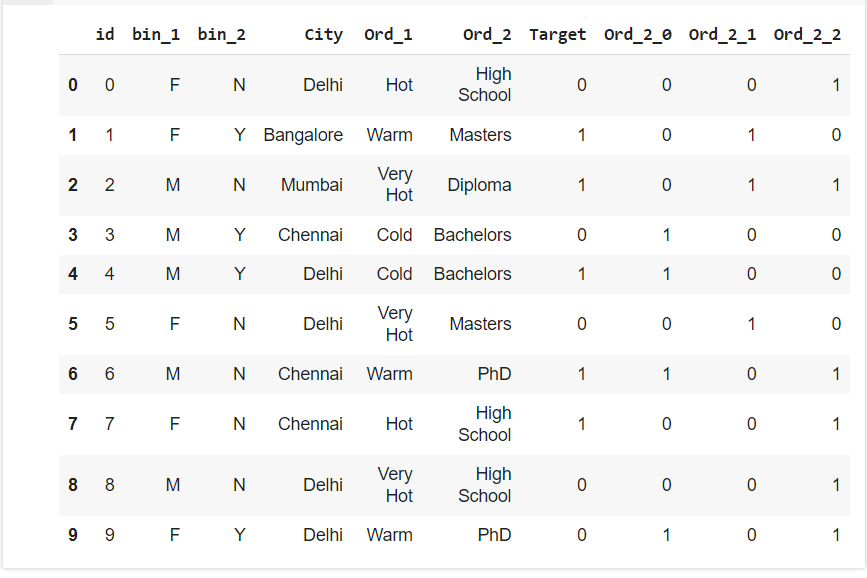 id bin_1 bin_2 City Ord_1 Ord_2 Target Ord_2_0 Ord_2_1 Ord_2_2
0 0 F N Delhi Hot High School 0 0 0 1
1 1 F Y Bangalore Warm Masters 1 0 1 0
2 2 M N Mumbai Very Hot Diploma 1 0 1 1
3 3 M Y Chennai Cold Bachelors 0 1 0 0
4 4 M Y Delhi Cold Bachelors 1 1 0 0
5 5 F N Delhi Very Hot Masters 0 0 1 0
6 6 M N Chennai Warm PhD 1 1 0 1
7 7 F N Chennai Hot High School 1 0 0 1
8 8 M N Delhi Very Hot High School 0 0 0 1
9 9 F Y Delhi Warm PhD 0 1 0 1